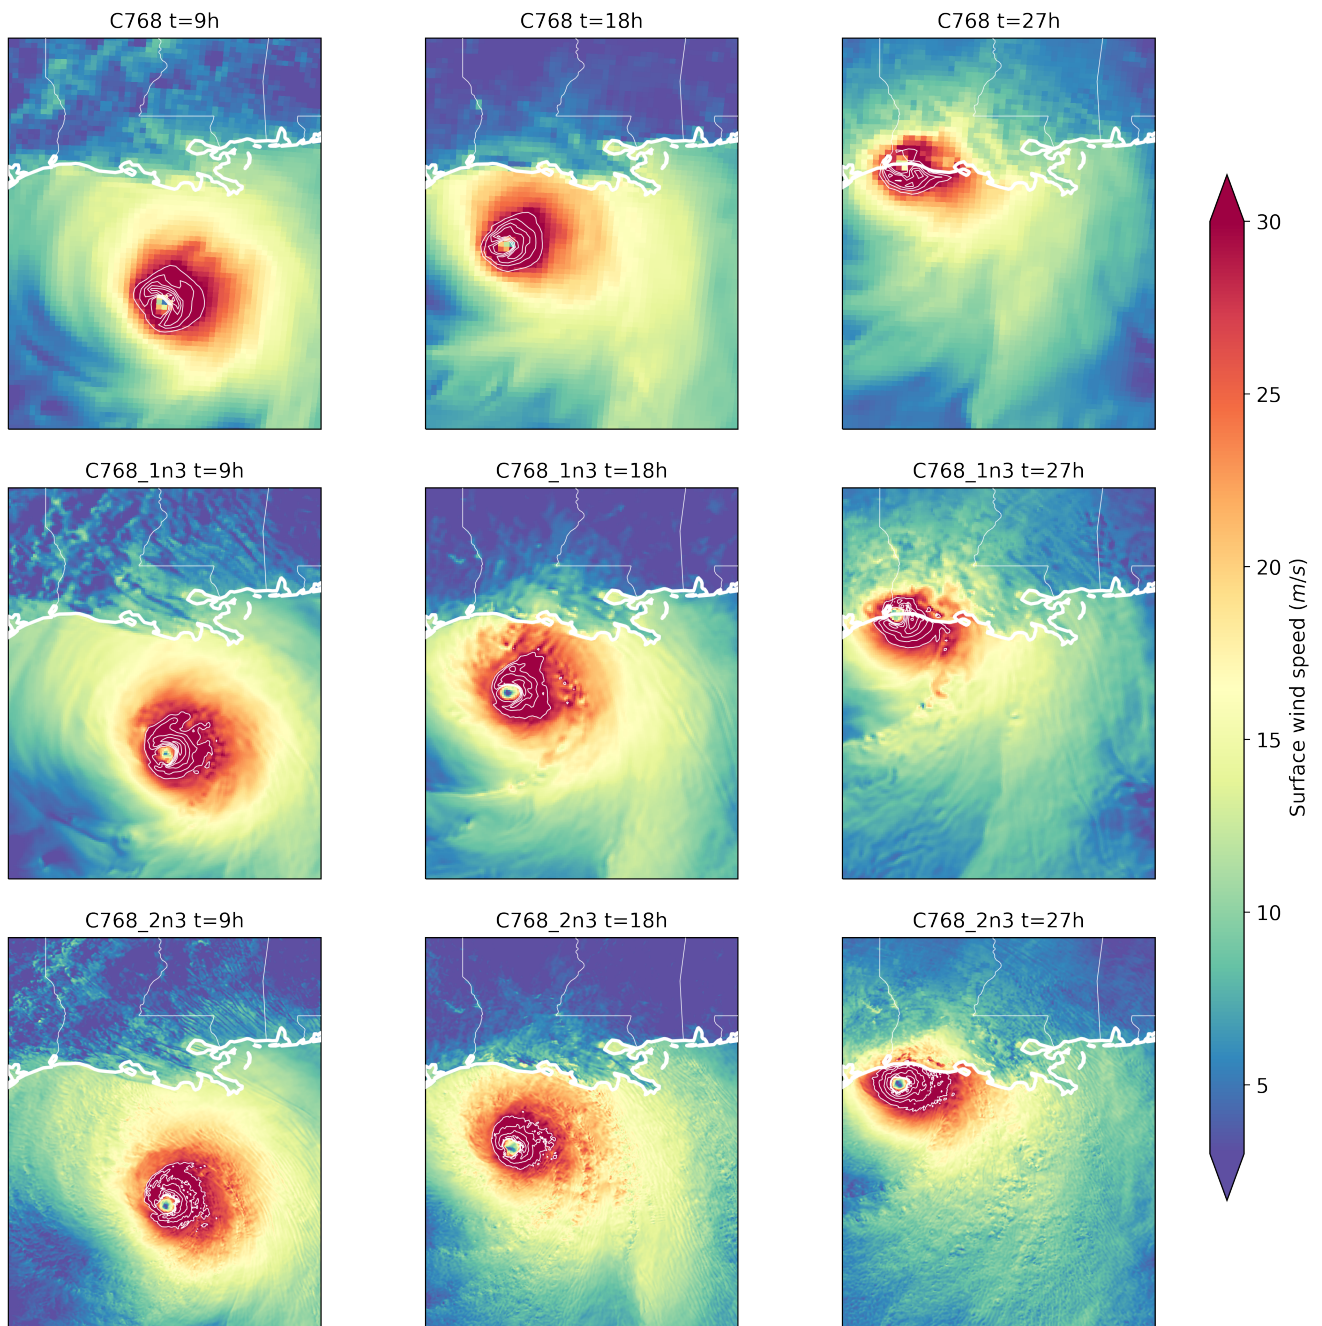 C768 t=9h
C768 t=18h
C768 t=27h
C768_1n3 t=9h
C768_1n3 t=18h
C768_1n3 t=27h
C768_2n3 t=9h
C768_2n3 t=18h
C768_2n3 t=27h
30
25
20
15
10
5
Surface wind speed (m/s)